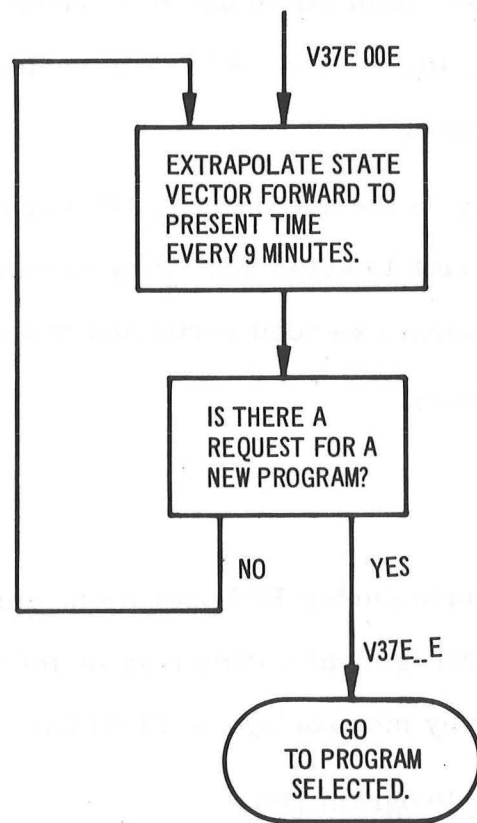 V37E 00E
EXTRAPOLATE STATE
VECTOR FORWARD TO
PRESENT TIME
EVERY 9 MINUTES.
IS THERE A
REQUEST FOR A
NEW PROGRAM?
NO
YES
V37E__E
GO
TO PROGRAM
SELECTED.